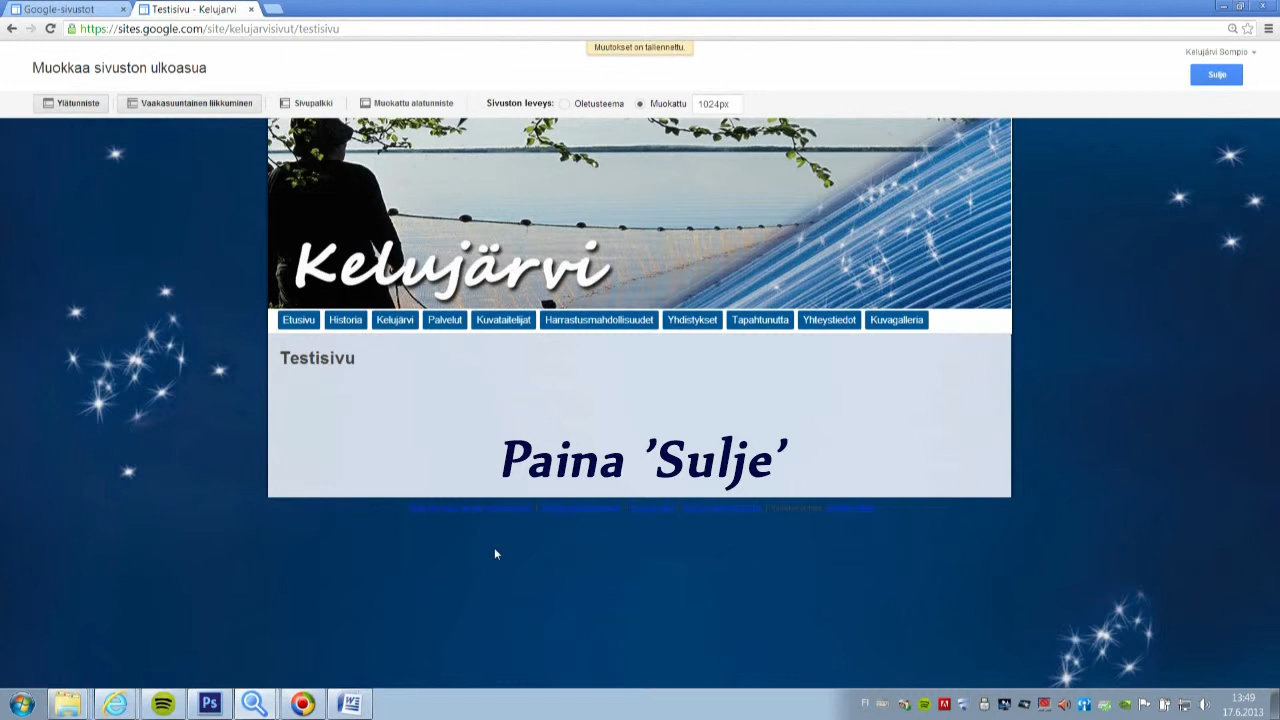 Google-sivustot
Testisivu - Kelujarvi
https://sites.google.com/site/kelujarvisivut/testisivu
Muutokset on tallennettu.
Kelujärvi Sompio
Muokkaa sivuston ulkoasua
Sulje
Ylätunniste
Vaakasuuntainen liikkuminen
Sivupalkki
Muokattu alatunniste
Sivuston leveys:
Oletusteema
Muokattu
1024px
Kelujärvi
Etusivu Historia Kelujärvi Palvelut Kuvataitelijat Harrastusmahdollisuudet Yhdistykset Tapahtunutta Yhteystiedot Kuvagalleria
Testisivu
Paina 'Sulje'
Ps
W
FI
13:49
17.6.2013